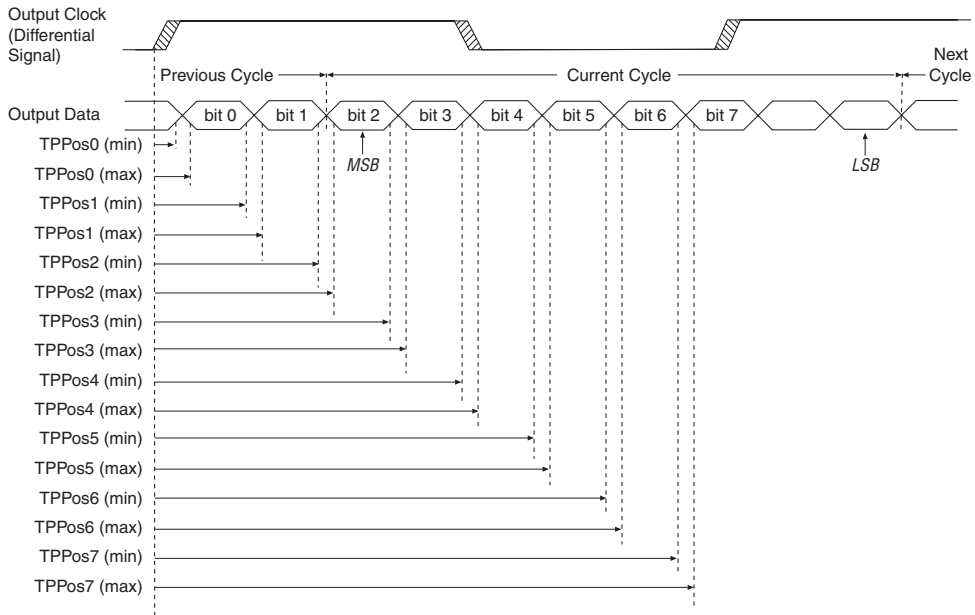 Output Clock
(Differential
Signal)
Previous Cycle
Current Cycle
Next
Cycle
Output Data
bit 0
bit 1
bit 2
bit 3
bit 4
bit 5
bit 6
bit 7
MSB
LSB
TPPos0 (min)
TPPos0 (max)
TPPos1 (min)
TPPos1 (max)
TPPos2 (min)
TPPos2 (max)
TPPos3 (min)
TPPos3 (max)
TPPos4 (min)
TPPos4 (max)
TPPos5 (min)
TPPos5 (max)
TPPos6 (min)
TPPos6 (max)
TPPos7 (min)
TPPos7 (max)